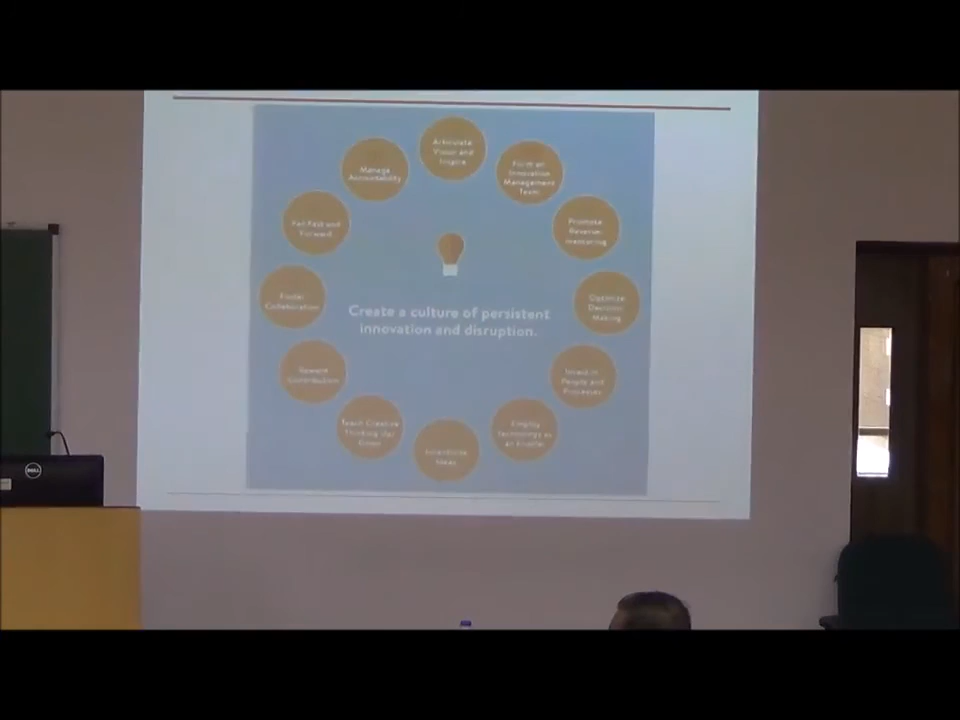 Articulate
Vision and
Inspire
Form an
Innovation
Management
Team
Promote
Reverse
mentoring
Optimize
Decision
Making
Invest in
People and
Processes
Employ
Technology as
an Enabler
Incentivize
Ideas
Teach Creative
Thinking
Reward
Contribution
Foster
Collaboration
Fail Fast and
Forward
Manage
Accountability
Create a culture of persistent
innovation and disruption.
DELL